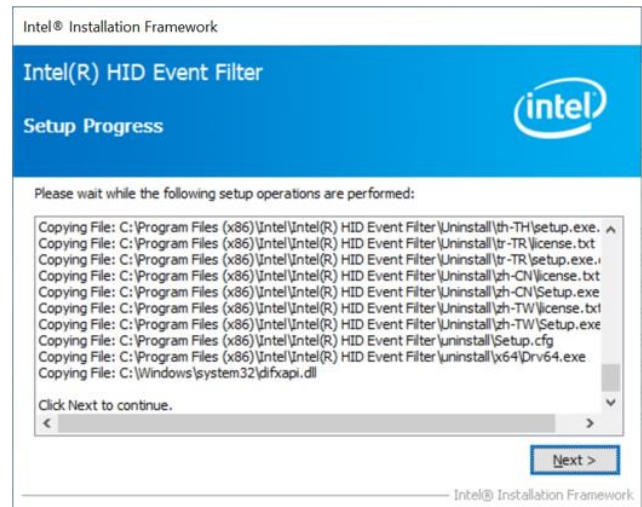 Intel® Installation Framework
Intel(R) HID Event Filter
Setup Progress
intel
Please wait while the following setup operations are performed:
Copying File: C:\Program Files (x86)\Intel\Intel(R) HID Event Filter\Uninstall\th-TH\setup.exe.
Copying File: C:\Program Files (x86)\Intel\Intel(R) HID Event Filter\Uninstall\tr-TR\license.txt
Copying File: C:\Program Files (x86)\Intel\Intel(R) HID Event Filter\Uninstall\tr-TR\setup.exe.
Copying File: C:\Program Files (x86)\Intel\Intel(R) HID Event Filter\Uninstall\zh-CN\license.txt
Copying File: C:\Program Files (x86)\Intel\Intel(R) HID Event Filter\Uninstall\zh-CN\Setup.exe
Copying File: C:\Program Files (x86)\Intel\Intel(R) HID Event Filter\Uninstall\zh-TW\license.txt
Copying File: C:\Program Files (x86)\Intel\Intel(R) HID Event Filter\Uninstall\zh-TW\Setup.exe
Copying File: C:\Program Files (x86)\Intel\Intel(R) HID Event Filter\uninstall\Setup.cfg
Copying File: C:\Program Files (x86)\Intel\Intel(R) HID Event Filter\uninstall\x64\Drv64.exe
Copying File: C:\Windows\system32\difxapi.dll
Click Next to continue.
Next >
Intel® Installation Framework